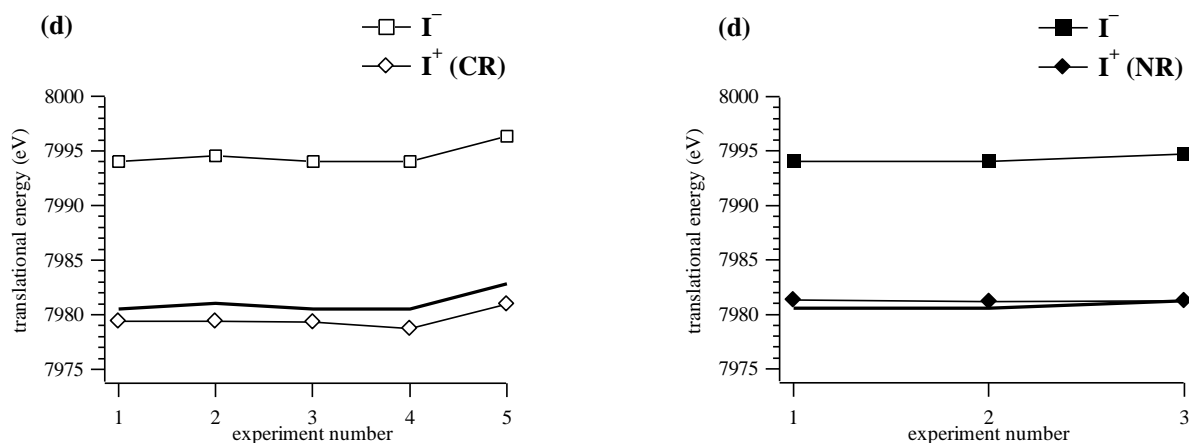 (d)
I⁻
I⁺ (CR)
translational energy (eV)
8000
7995
7990
7985
7980
7975
1 2 3 4 5
experiment number
(d)
I⁻
I⁺ (NR)
translational energy (eV)
8000
7995
7990
7985
7980
7975
1 2 3
experiment number